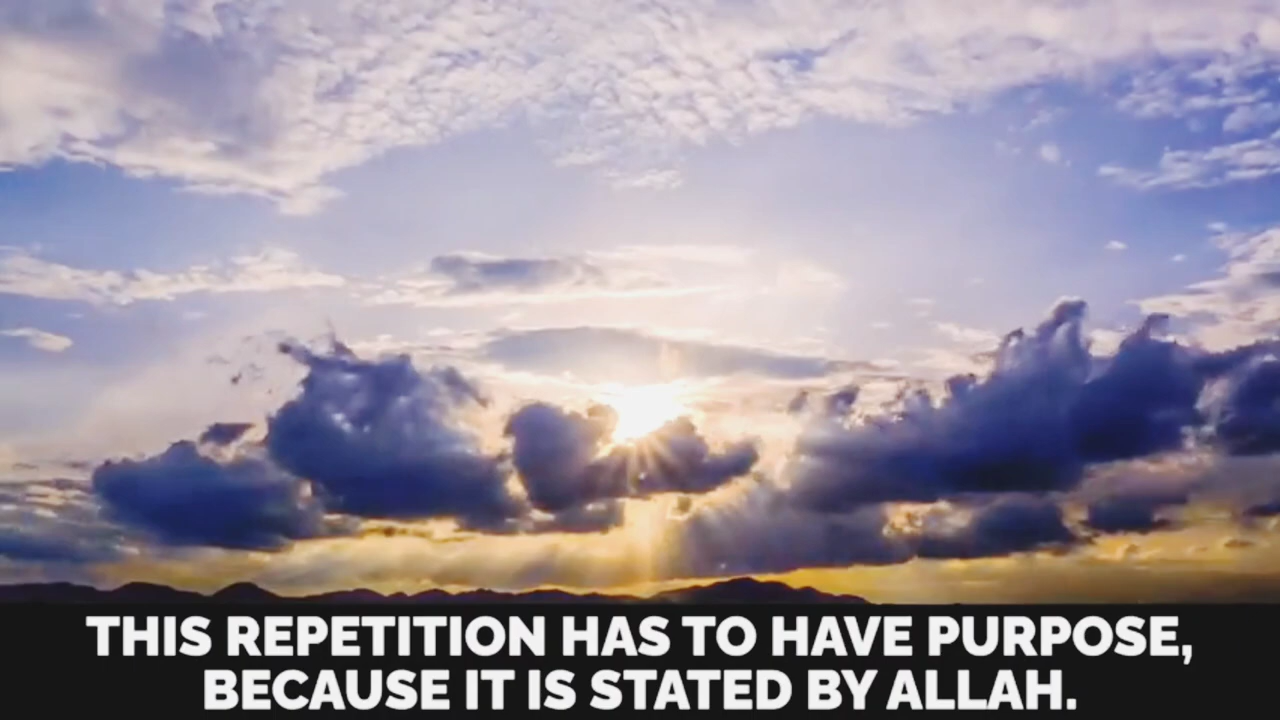 THIS REPETITION HAS TO HAVE PURPOSE,
BECAUSE IT IS STATED BY ALLAH.